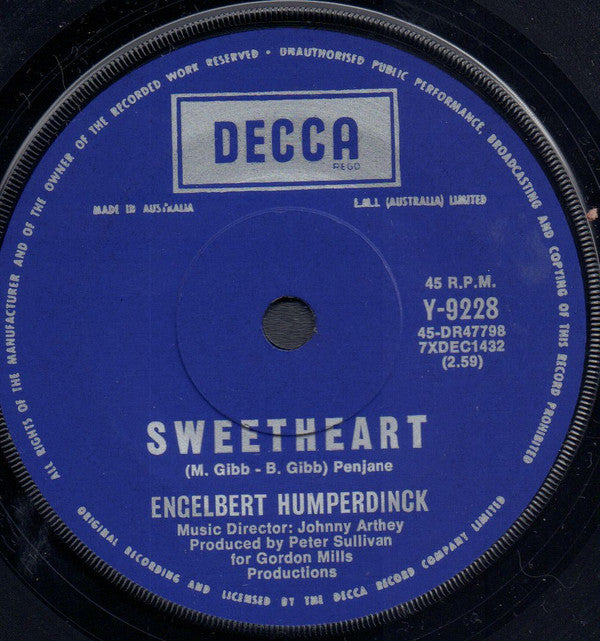 ALL RIGHTS OF THE MANUFACTURER AND OF THE OWNER OF THE RECORDED WORK RESERVED • UNAUTHORISED PUBLIC PERFORMANCE, BROADCASTING AND COPYING OF THIS RECORD PROHIBITED
DECCA
REGD
MADE IN AUSTRALIA
E.M.I. (AUSTRALIA) LIMITED
45 R.P.M.
Y-9228
45-DR47798
7XDEC1432
(2.59)
SWEETHEART
(M. Gibb - B. Gibb) Penjane
ENGELBERT HUMPERDINCK
Music Director: Johnny Arthey
Produced by Peter Sullivan
for Gordon Mills
Productions
ORIGINAL RECORDING AND LICENSED BY THE DECCA RECORD COMPANY LIMITED